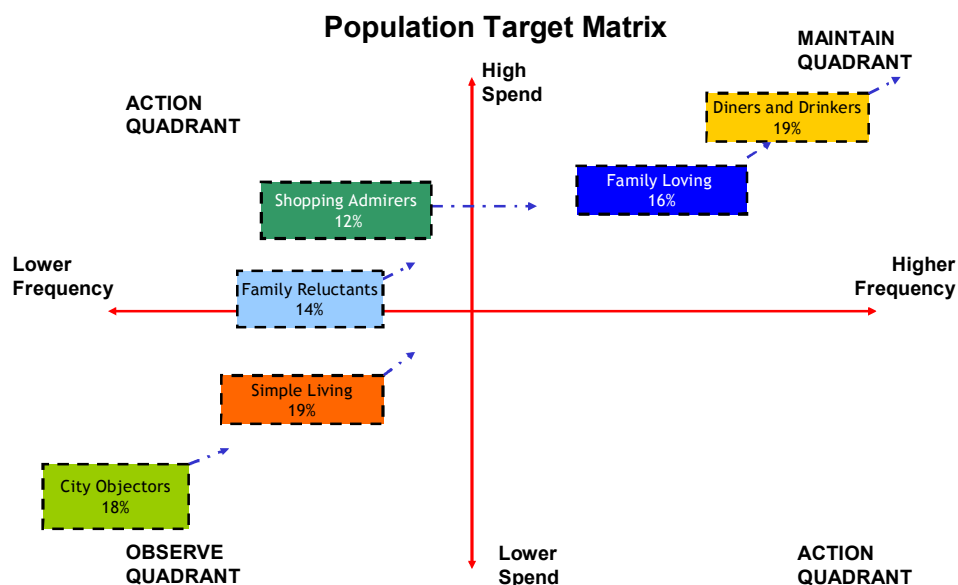 Population Target Matrix
MAINTAIN
QUADRANT
High
Spend
ACTION
QUADRANT
Diners and Drinkers
19%
Family Loving
16%
Shopping Admirers
12%
Lower
Frequency
Family Reluctants
14%
Higher
Frequency
Simple Living
19%
City Objectors
18%
OBSERVE
QUADRANT
Lower
Spend
ACTION
QUADRANT